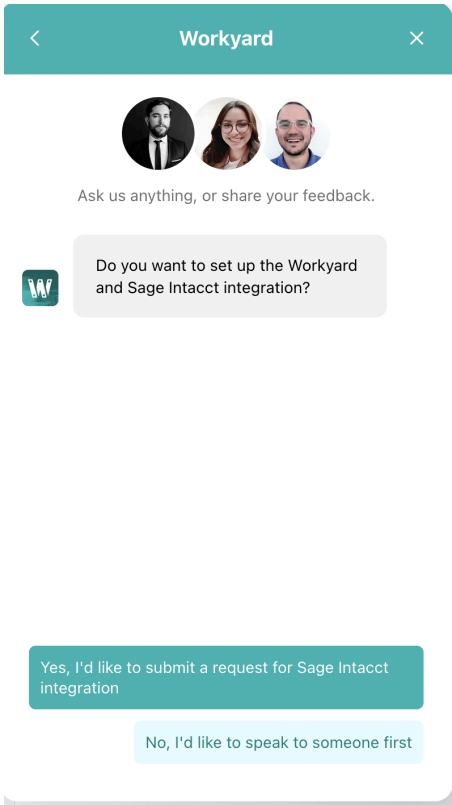 Workyard
Ask us anything, or share your feedback.
Do you want to set up the Workyard
and Sage Intacct integration?
W
Yes, I'd like to submit a request for Sage Intacct
integration
No, I'd like to speak to someone first